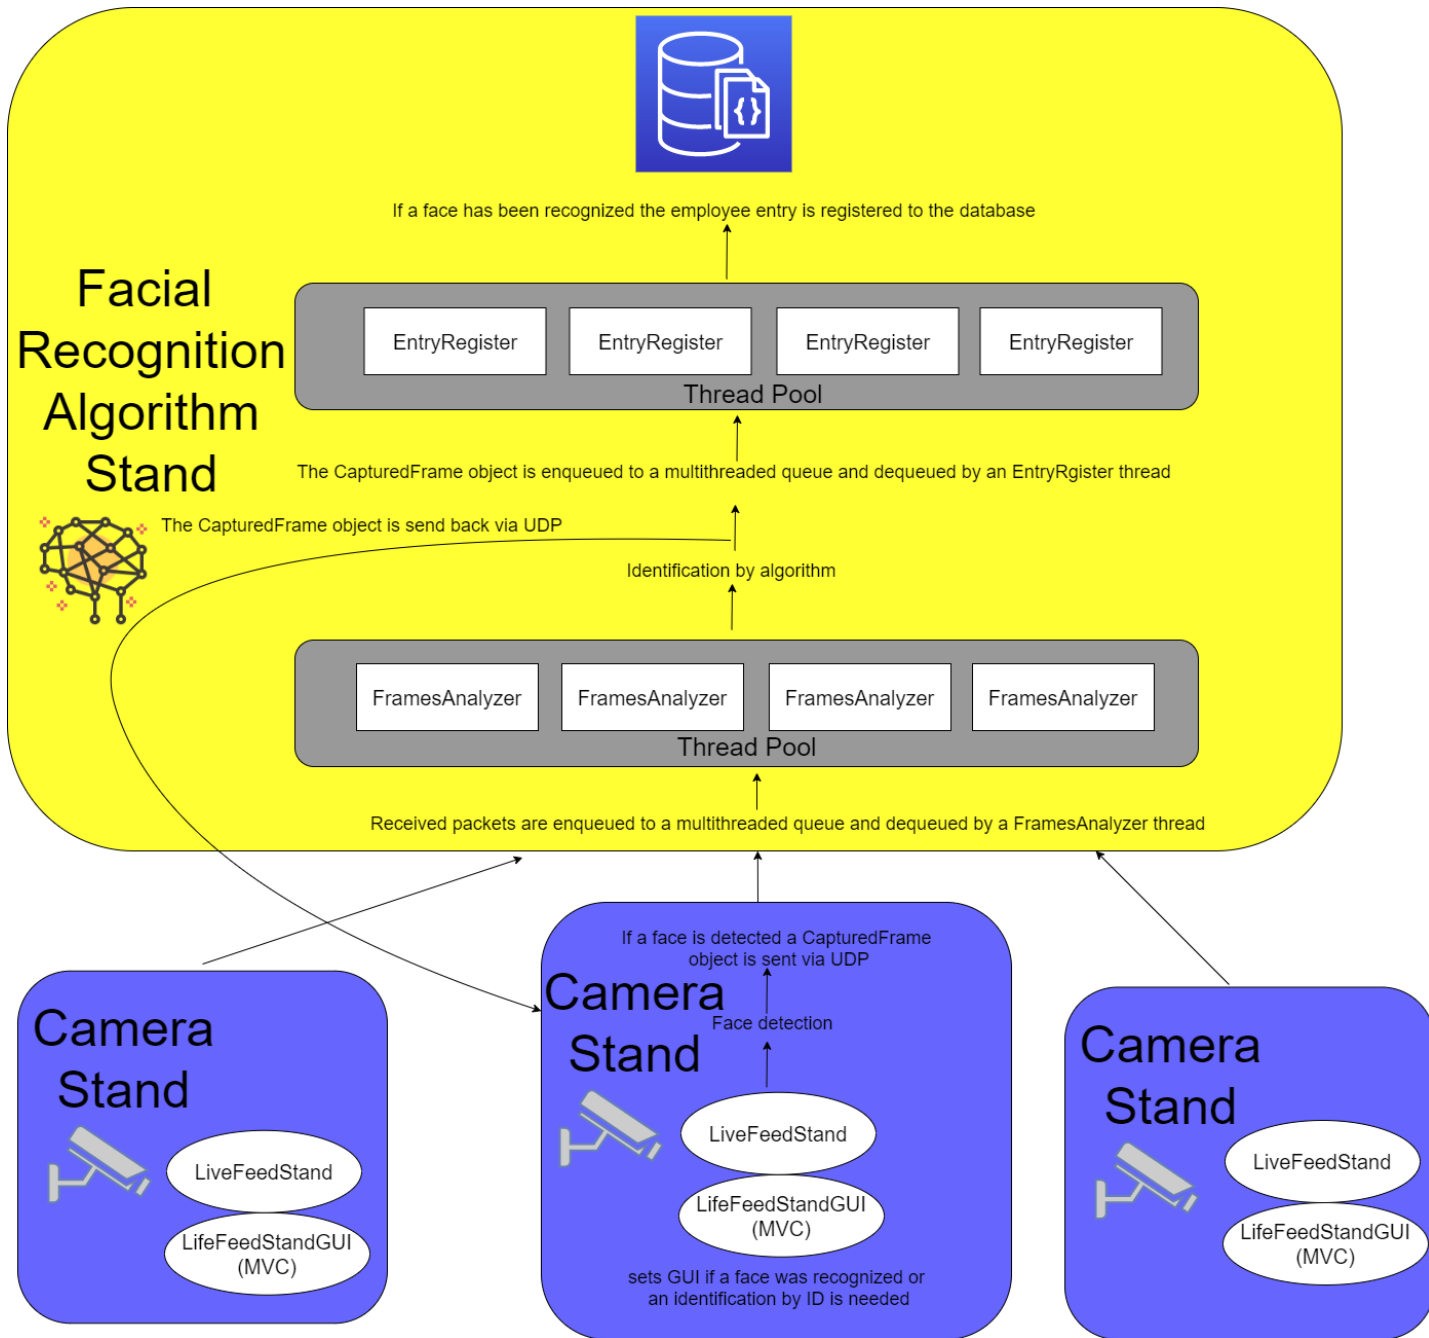 {}
If a face has been recognized the employee entry is registered to the database
Facial
Recognition
Algorithm
Stand
EntryRegister
EntryRegister
EntryRegister
EntryRegister
Thread Pool
The CapturedFrame object is enqueued to a multithreaded queue and dequeued by an EntryRgister thread
The CapturedFrame object is send back via UDP
Identification by algorithm
FramesAnalyzer
FramesAnalyzer
FramesAnalyzer
FramesAnalyzer
Thread Pool
Received packets are enqueued to a multithreaded queue and dequeued by a FramesAnalyzer thread
Camera
Stand
LiveFeedStand
LifeFeedStandGUI
(MVC)
If a face is detected a CapturedFrame
object is sent via UDP
Camera
Stand
Face detection
LiveFeedStand
LifeFeedStandGUI
(MVC)
sets GUI if a face was recognized or
an identification by ID is needed
Camera
Stand
LiveFeedStand
LifeFeedStandGUI
(MVC)